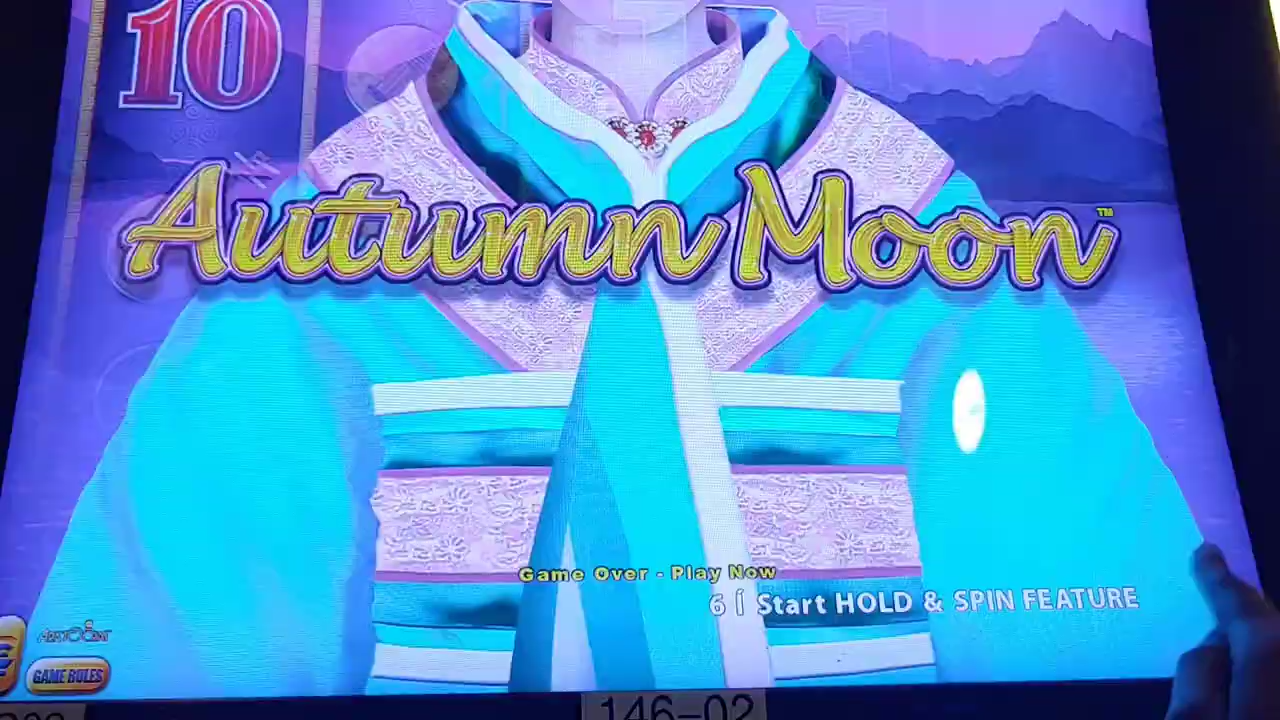 10
Autumn Moon™
Game Over - Play Now
6 Start HOLD & SPIN FEATURE
GAME RULES
146-02